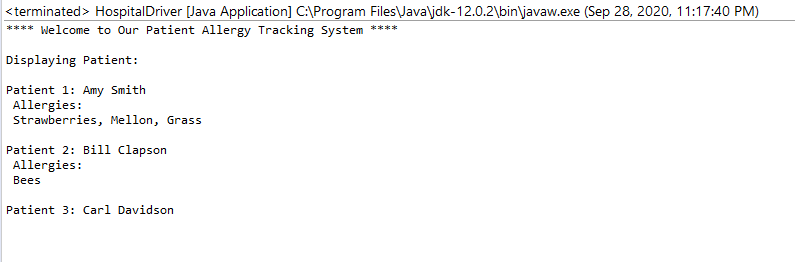 <terminated> HospitalDriver [Java Application] C:\Program Files\Java\jdk-12.0.2\bin\javaw.exe (Sep 28, 2020, 11:17:40 PM)
**** Welcome to Our Patient Allergy Tracking System ****
Displaying Patient:
Patient 1: Amy Smith
Allergies:
Strawberries, Mellon, Grass
Patient 2: Bill Clapson
Allergies:
Bees
Patient 3: Carl Davidson